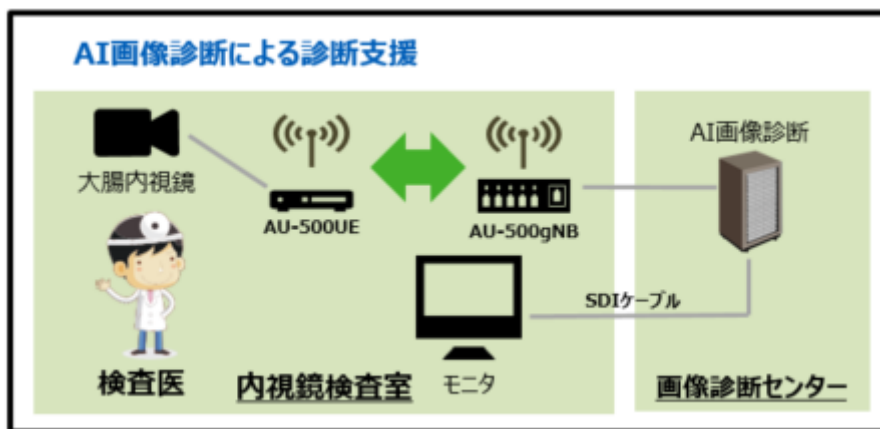 AI画像診断による診断支援
大腸内視鏡
AU-500UE
AU-500gNB
AI画像診断
SDIケーブル
モニタ
検査医
内視鏡検査室
画像診断センター